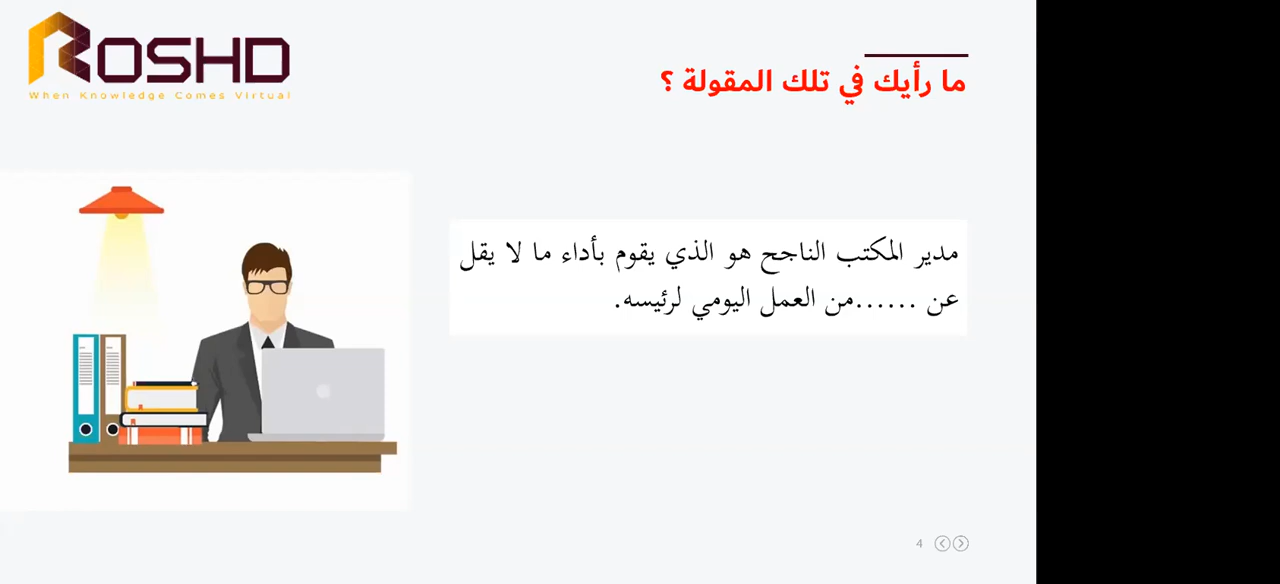 ROSHD
When Knowledge Comes Virtual
ما رأيك في تلك المقولة ؟
مدير المكتب الناجح هو الذي يقوم بأداء ما لا يقل
عن ......من العمل اليومي لرئيسه.
4